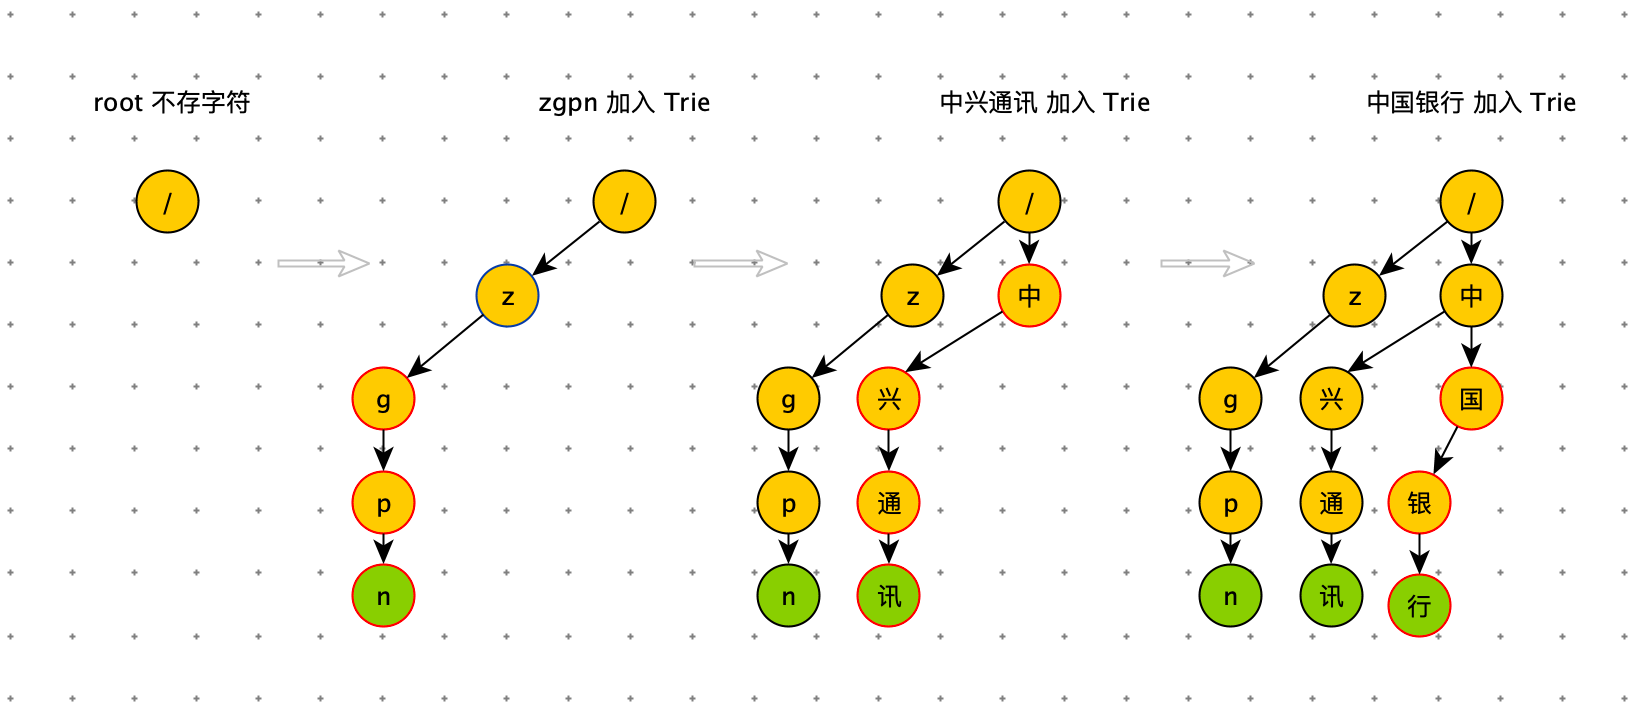 root 不存字符
zgpn 加入 Trie
中兴通讯 加入 Trie
中国银行 加入 Trie
/
/
/
/
z
z
中
z
中
g
g
兴
g
兴
国
p
p
通
p
通
银
n
n
讯
n
讯
行